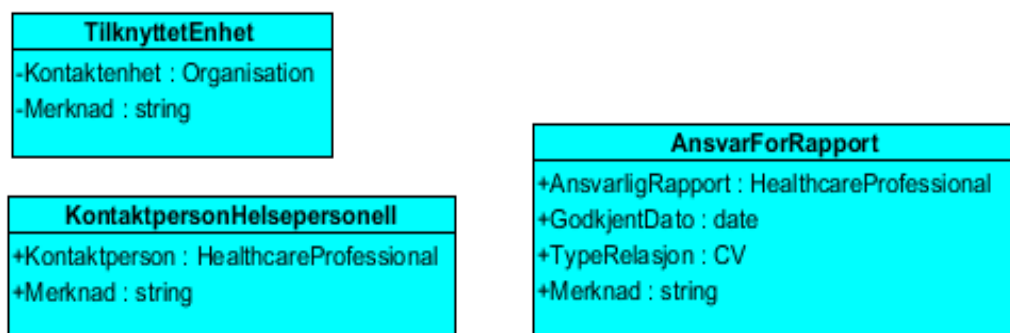 TilknyttetEnhet
-Kontaktenhet : Organisation
-Merknad : string
KontaktpersonHelsepersonell
+Kontaktperson : HealthcareProfessional
+Merknad : string
AnsvarForRapport
+AnsvarligRapport : HealthcareProfessional
+GodkjentDato : date
+TypeRelasjon : CV
+Merknad : string